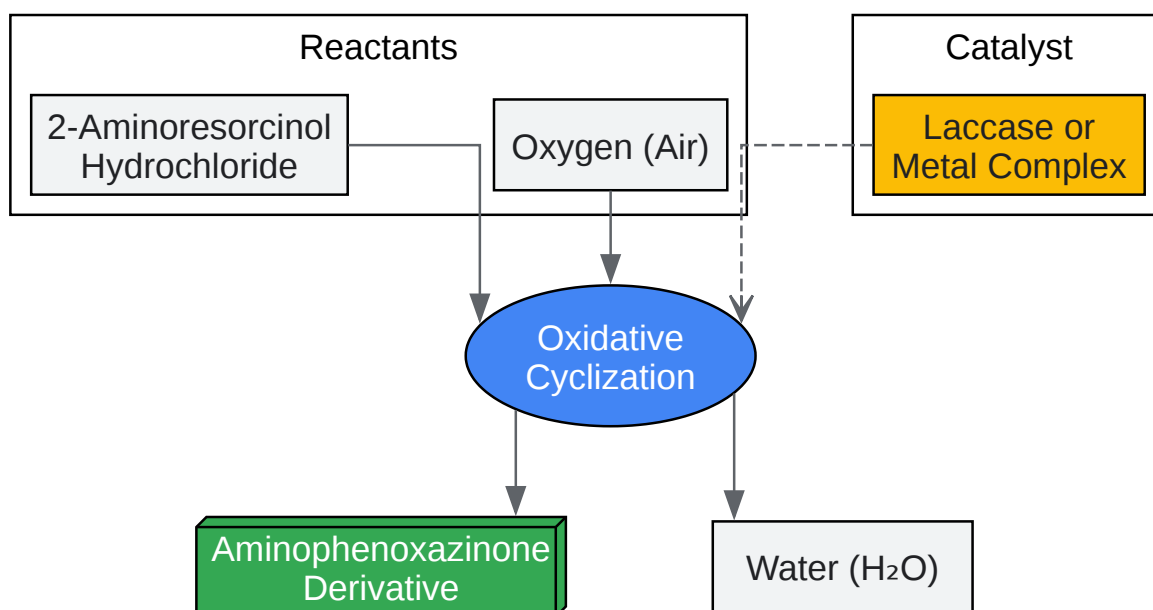 Reactants
Catalyst
2-Aminoresorcinol
Hydrochloride
Oxygen (Air)
Laccase or
Metal Complex
Oxidative
Cyclization
Aminophenoxazinone
Derivative
Water (H₂O)